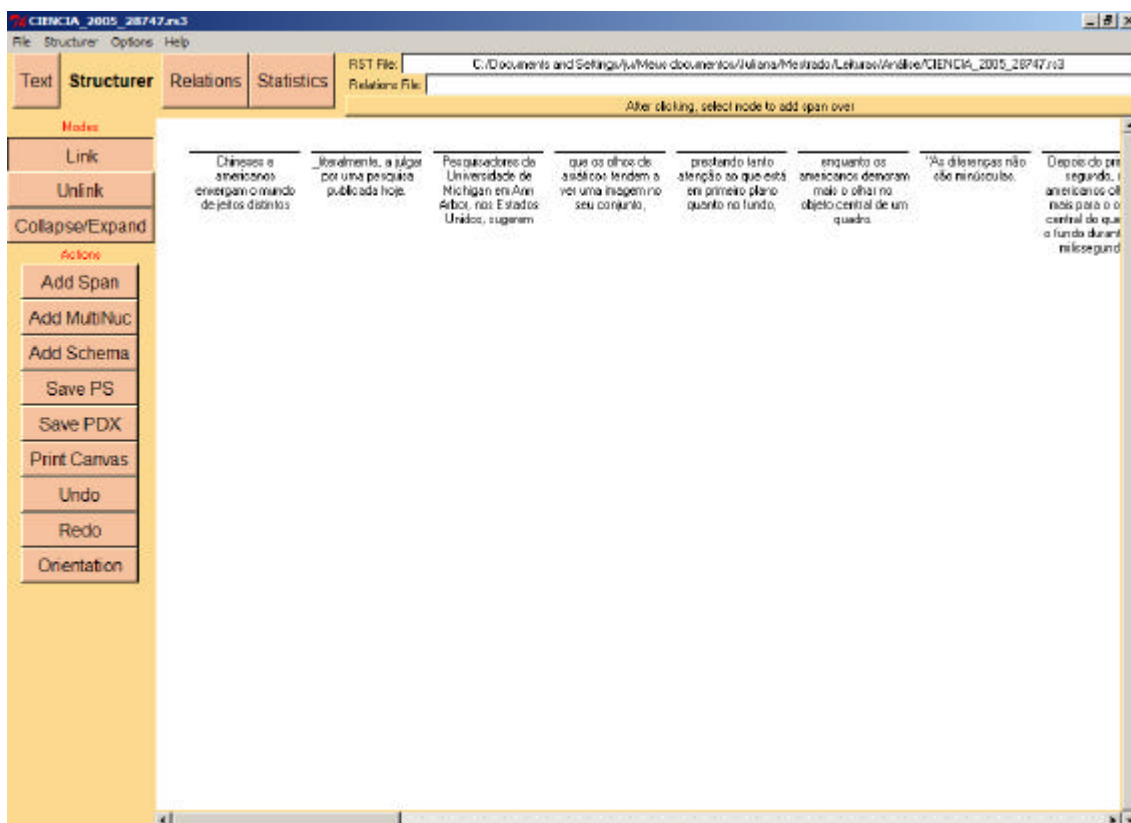 CIENCIA_2005_28747.rs3
File Structurer Options Help
Text Structurer Relations Statistics
RST File: C:/Documents and Settings/ju/Meus documentos/Juliana/Mestrado/Leituras/Análise/CIENCIA_2005_28747.rs3
Relations File:
After clicking, select node to add span over
Modes
Link
Unlink
Collapse/Expand
Actions
Add Span
Add MultiNuc
Add Schema
Save PS
Save PDX
Print Canvas
Undo
Redo
Orientation
Chineses e
americanos
enxergam o mundo
de jeitos distintos
_literalmente, a julgar
por uma pesquisa
publicada hoje.
Pesquisadores da
Universidade de
Michigan em Ann
Arbor, nos Estados
Unidos, sugerem
que os olhos de
asiáticos tendem a
ver uma imagem no
seu conjunto,
prestando tanto
atenção ao que está
em primeiro plano
quanto no fundo,
enquanto os
americanos demoram
mais o olhar no
objeto central de um
quadro.
"As diferenças não
são minúsculas.
Depois do pri
segundo,
americanos ol
mais para o o
central do que
o fundo durant
milissegund